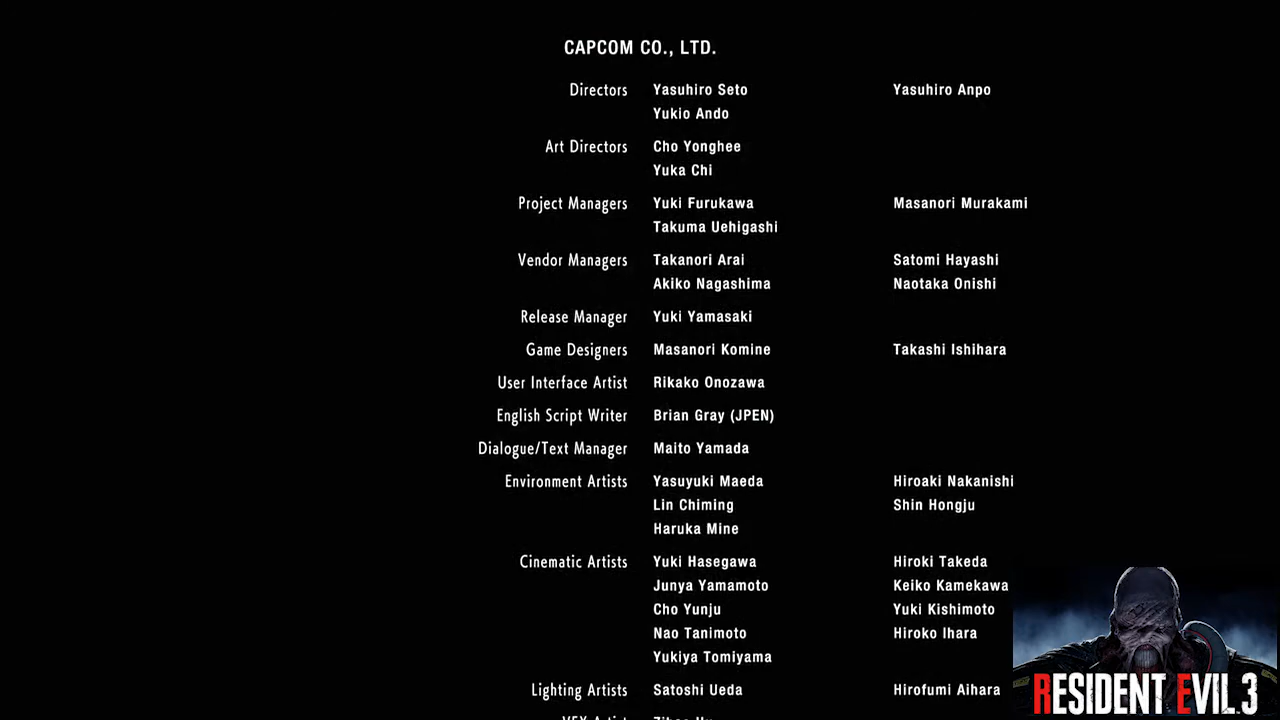 CAPCOM CO., LTD.
Directors Yasuhiro Seto Yasuhiro Anpo
Yukio Ando
Art Directors Cho Yonghee
Yuka Chi
Project Managers Yuki Furukawa Masanori Murakami
Takuma Uehigashi
Vendor Managers Takanori Arai Satomi Hayashi
Akiko Nagashima Naotaka Onishi
Release Manager Yuki Yamasaki
Game Designers Masanori Komine Takashi Ishihara
User Interface Artist Rikako Onozawa
English Script Writer Brian Gray (JPEN)
Dialogue/Text Manager Maito Yamada
Environment Artists Yasuyuki Maeda Hiroaki Nakanishi
Lin Chiming Shin Hongju
Haruka Mine
Cinematic Artists Yuki Hasegawa Hiroki Takeda
Junya Yamamoto Keiko Kamekawa
Cho Yunju Yuki Kishimoto
Nao Tanimoto Hiroko Ihara
Yukiya Tomiyama
Lighting Artists Satoshi Ueda Hirofumi Aihara
RESIDENT EVIL.3